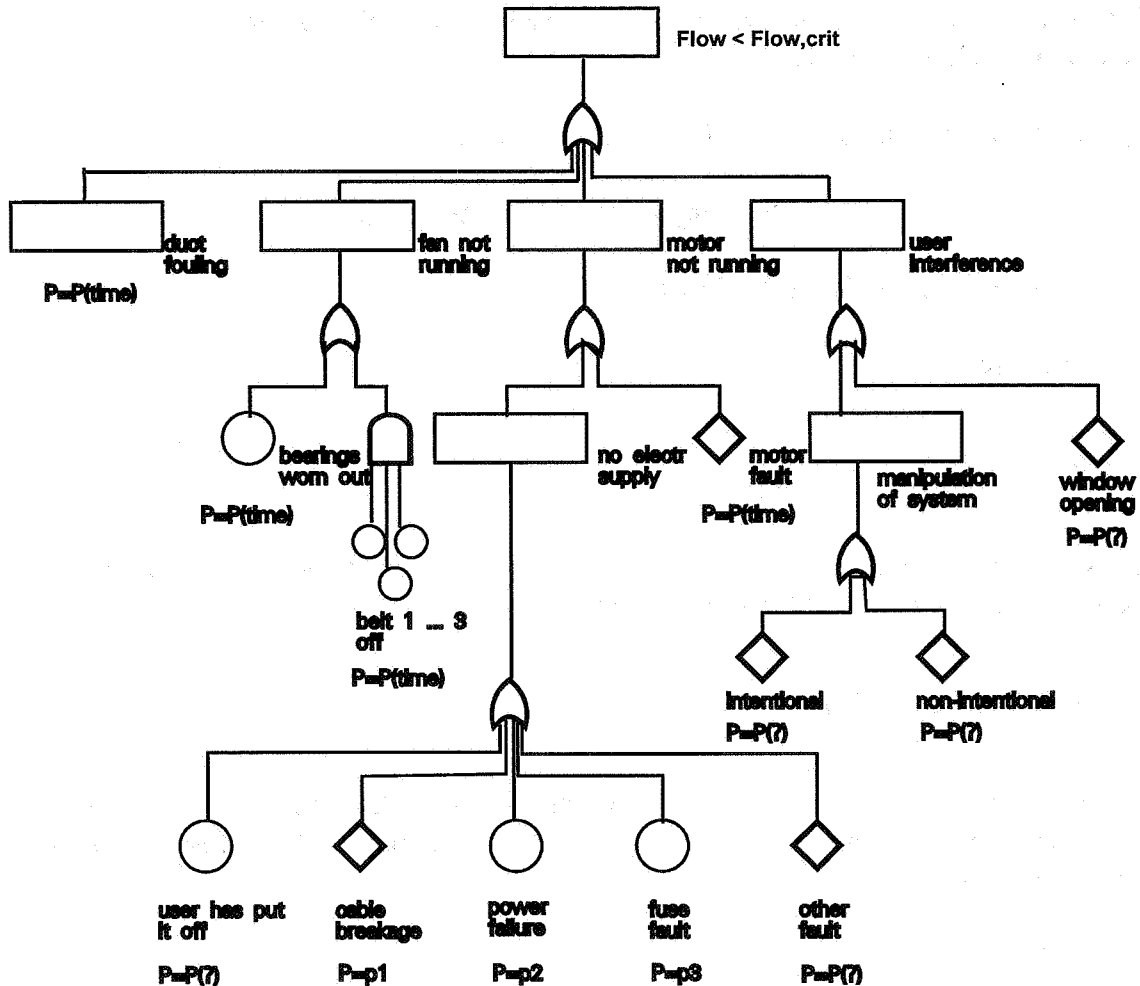 Flow < Flow,crit
duct
fouling
P=P(time)
fan not
running
motor
not running
user
interference
bearings
worn out
P=P(time)
belt 1 ... 3
off
P=P(time)
no electr
supply
motor
fault
P=P(time)
manipulation
of system
window
opening
P=P(?)
intentional
P=P(?)
non-intentional
P=P(?)
user has put
it off
P=P(?)
cable
breakage
P=p1
power
failure
P=p2
fuse
fault
P=p3
other
fault
P=P(?)